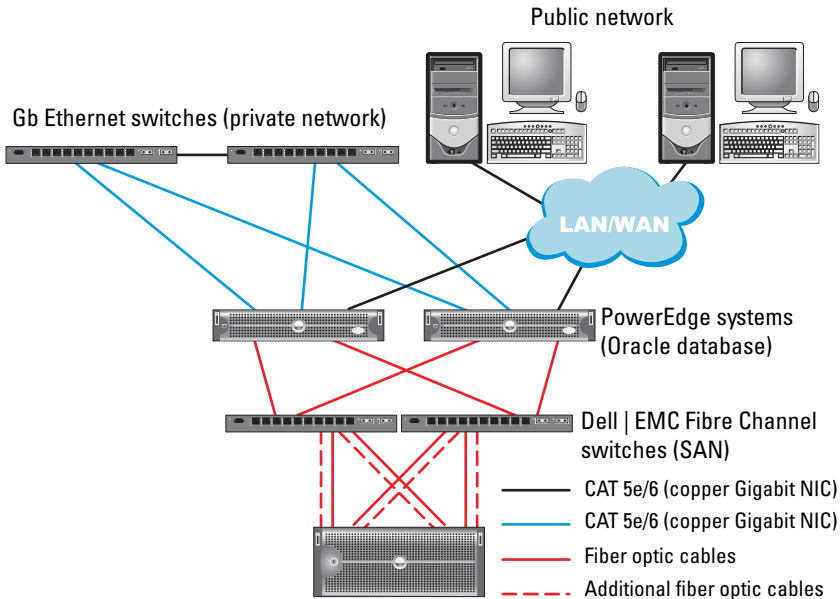 Public network
Gb Ethernet switches (private network)
LAN/WAN
PowerEdge systems
(Oracle database)
Dell | EMC Fibre Channel
switches (SAN)
CAT 5e/6 (copper Gigabit NIC)
CAT 5e/6 (copper Gigabit NIC)
Fiber optic cables
Additional fiber optic cables